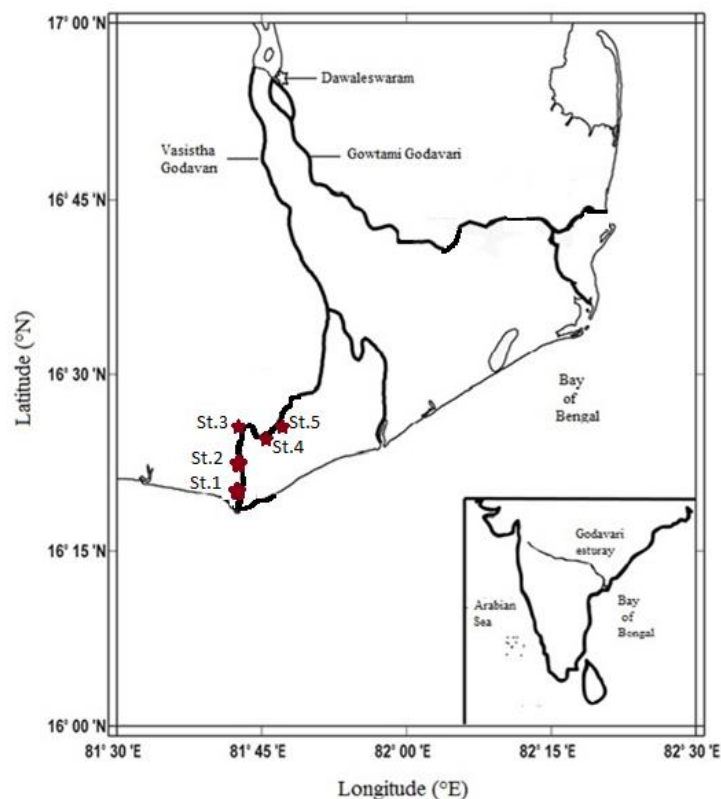 17° 00 'N
Dawaleswaram
Vasistha
Godavari
Gowtami Godavari
16° 45 'N
Latitude (°N)
16° 30 'N
Bay
of
Bengal
St.3
St.5
St.4
St.2
St.1
16° 15 'N
Godavari
esturay
Arabian
Sea
Bay
of
Bongal
16° 00 'N
81° 30 'E
81° 45 'E
82° 00 'E
82° 15 'E
82° 30 'E
Longitude (°E)